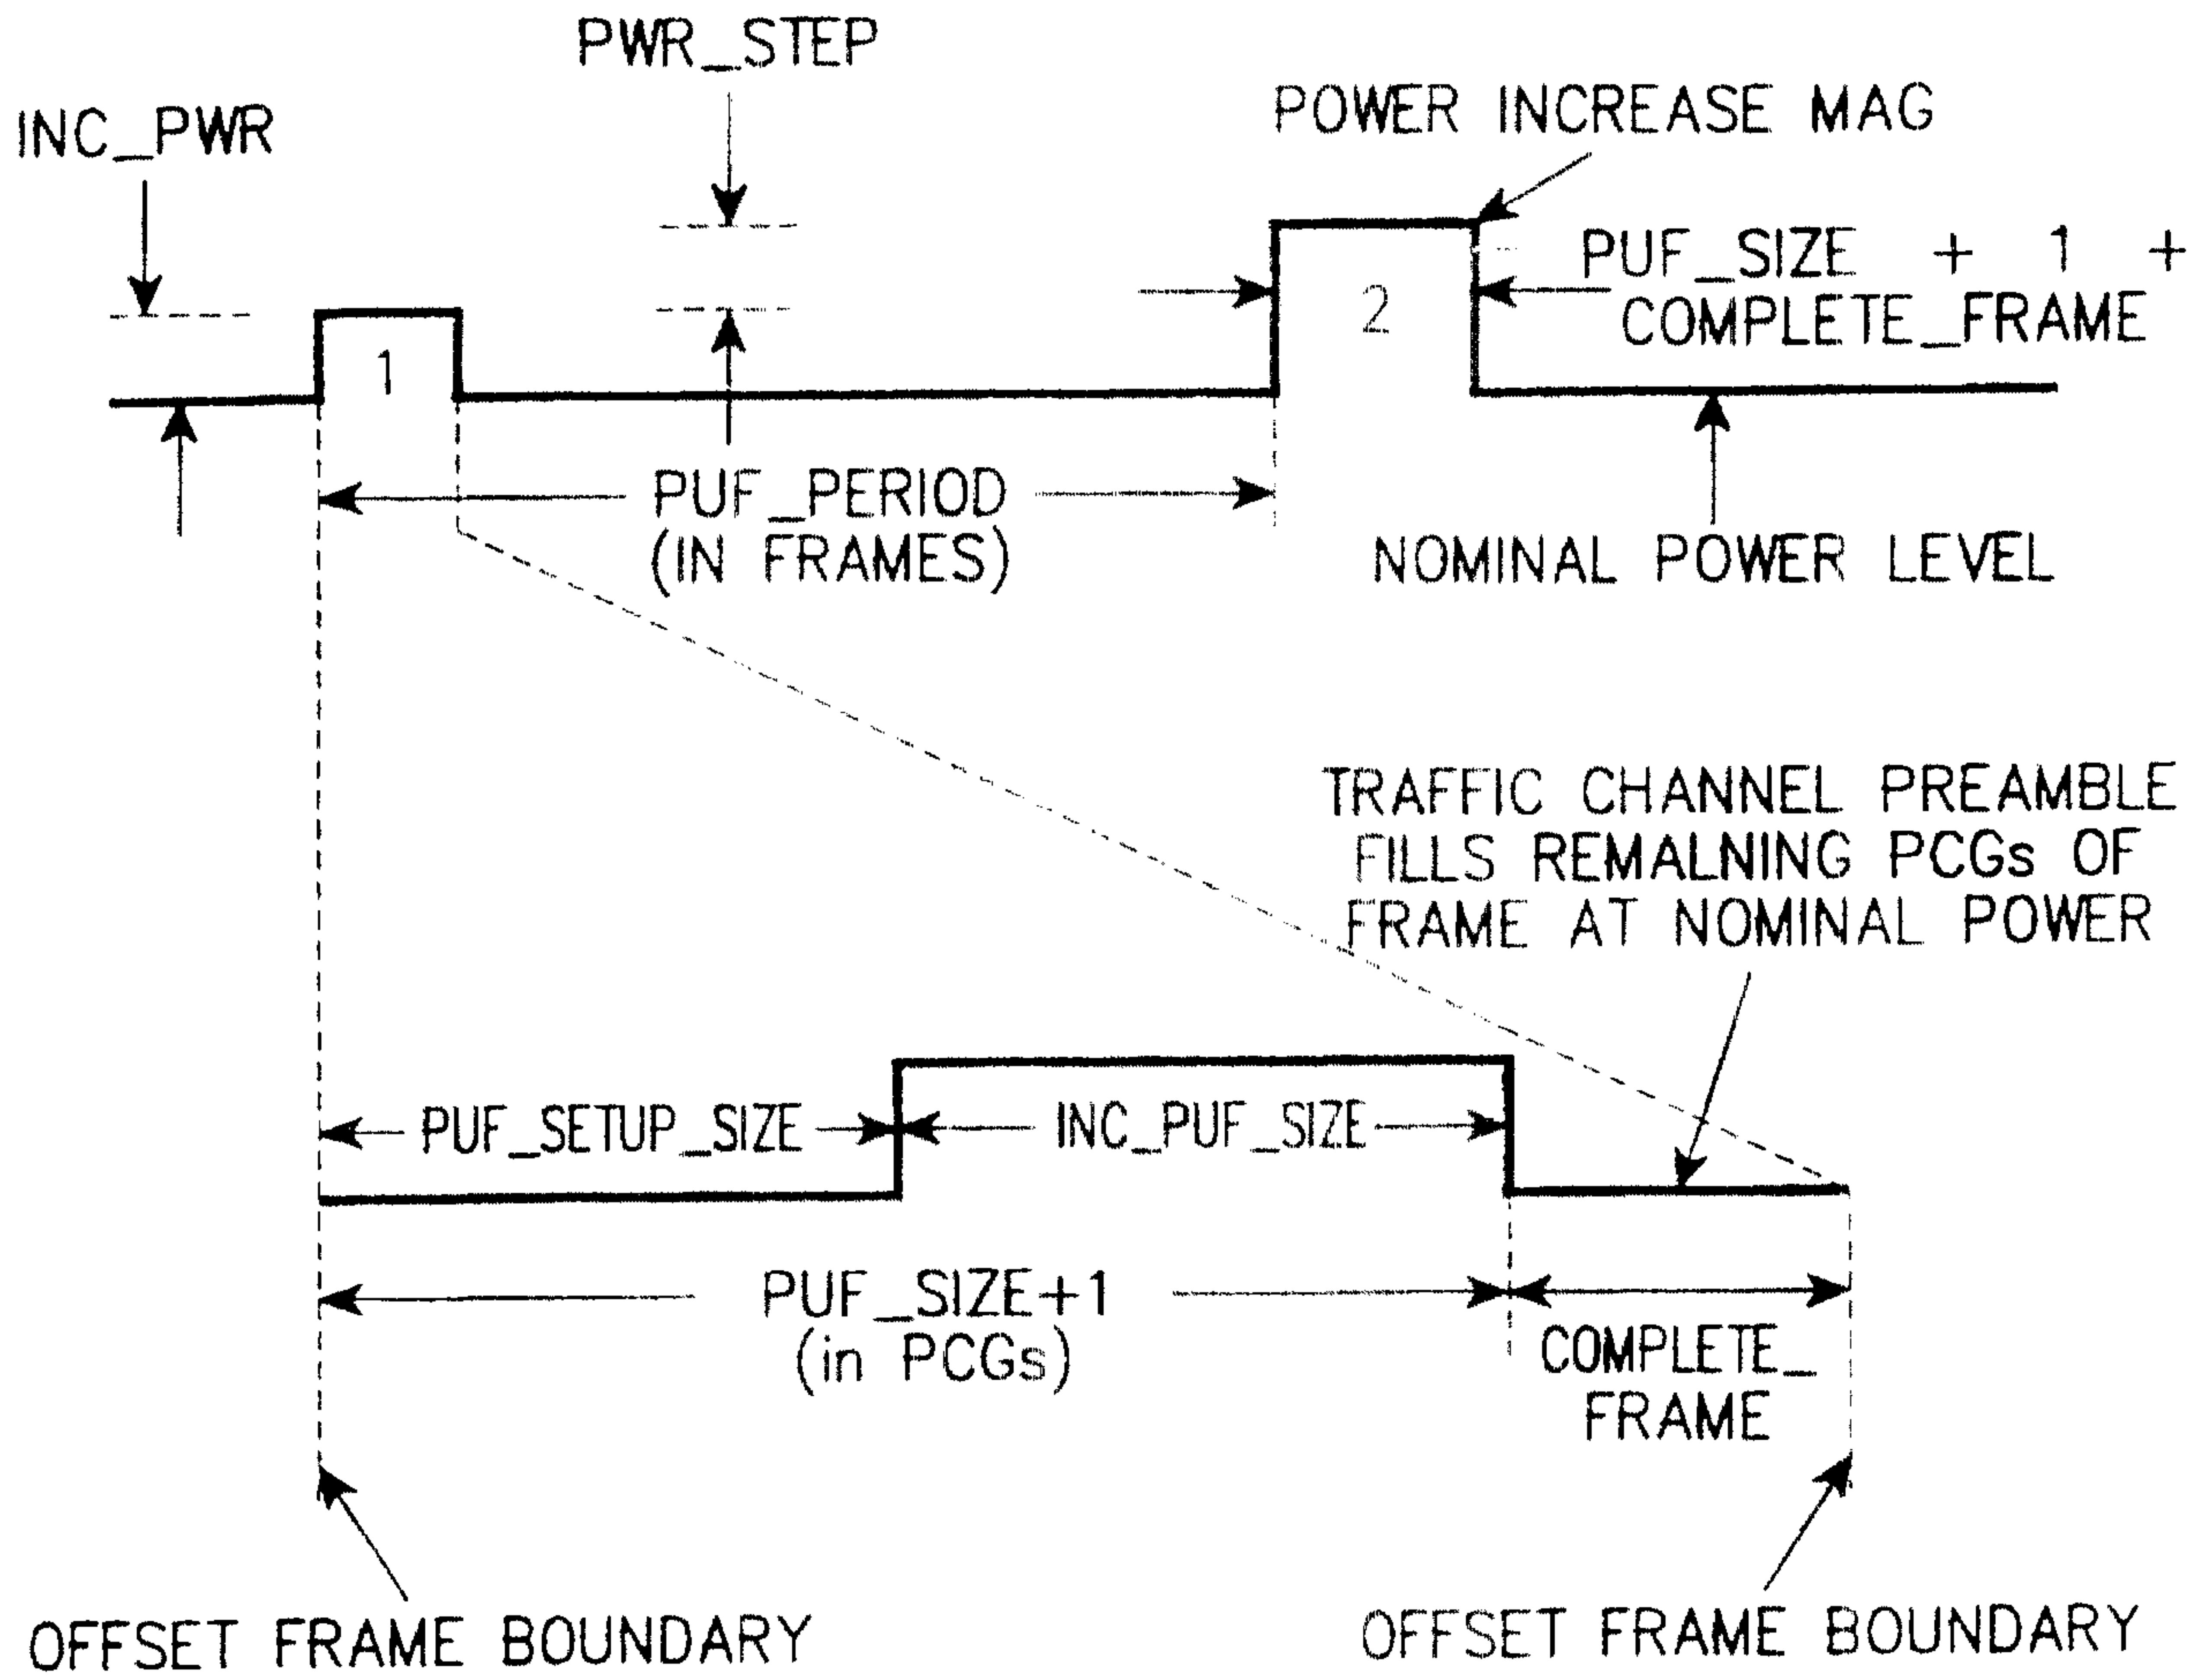 PWR_STEP
INC_PWR
POWER INCREASE MAG
PUF_SIZE + 1 +
COMPLETE_FRAME
1
2
PUF_PERIOD
(IN FRAMES)
NOMINAL POWER LEVEL
TRAFFIC CHANNEL PREAMBLE
FILLS REMALNING PCGs OF
FRAME AT NOMINAL POWER
PUF_SETUP_SIZE
INC_PUF_SIZE
PUF_SIZE+1
(in PCGs)
COMPLETE_
FRAME
OFFSET FRAME BOUNDARY
OFFSET FRAME BOUNDARY